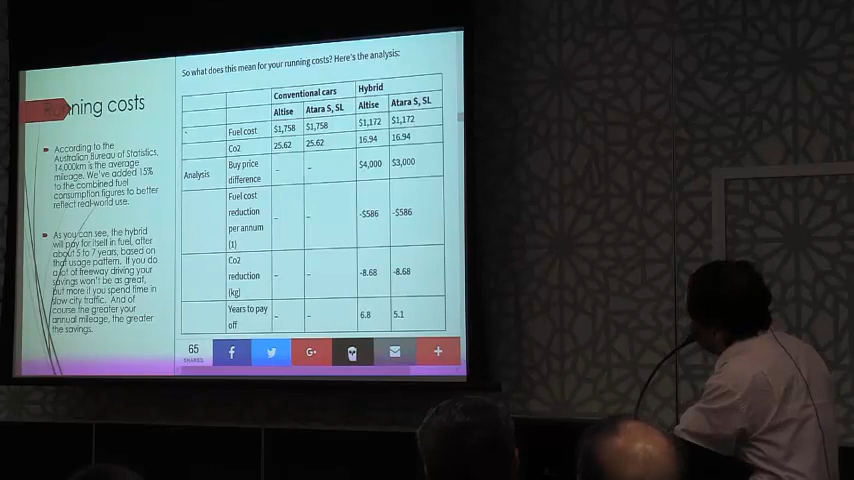 Running costs
According to the
Australian Bureau of Statistics,
14,000km is the average
mileage. We've added 15%
to the combined fuel
consumption figures to better
reflect real-world use.
As you can see, the hybrid
will pay for itself in fuel, after
about 5 to 7 years, based on
that usage pattern. If you do
a lot of freeway driving your
savings won't be as great,
but more if you spend time in
slow city traffic. And of
course the greater your
annual mileage, the greater
the savings.
So what does this mean for your running costs? Here's the analysis:
Conventional cars Hybrid
Altise Atara S, SL Altise Atara S, SL
Fuel cost $1,758 $1,758 $1,172 $1,172
Co2 25.62 25.62 16.94 16.94
Analysis Buy price difference – – $4,000 $3,000
Fuel cost
reduction
per annum
(1) – – -$586 -$586
Co2
reduction
(kg) – – -8.68 -8.68
Years to pay
off – – 6.8 5.1
65
SHARES
f
G+
+